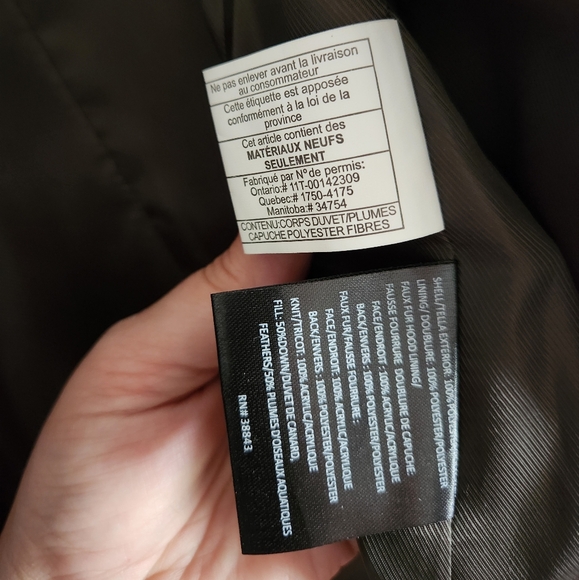 Ne pas enlever avant la livraison
au consommateur
Cette étiquette est apposée
conformément à la loi de la
province
Cet article contient des
MATÉRIAUX NEUFS
SEULEMENT
Fabriqué par N° de permis:
Ontario:# 11T-00142309
Quebec:# 1750-4175
Manitoba:# 34754
CONTENU:CORPS DUVET/PLUMES
CAPUCHE POLYESTER FIBRES
SHELL/TELLA EXTERIOR: 100%
LINING/ DOUBLURE: 100% POLYESTER/POLYESTER
FAUX FUR HOOD LINING/
FAUSSE FOURRURE DOUBLURE DE CAPUCHE:
FACE/ENDROIT : 100% ACRYLIC/ACRYLIQUE
BACK/ENVERS : 100% POLYESTER/POLYESTER
FAUX FUR/FAUSSE FOURRURE :
FACE/ENDROIT: 100% ACRYLIC/ACRYLIQUE
BACK/ENVERS : 100% POLYESTER/POLYESTER
KNIT/TRICOT: 100% ACRYLIC/ACRYLIQUE
FILL: 50%DOWN/DUVET DE CANARD,
FEATHERS/50% PLUMES D'OISEAUX AQUATIQUES
RN# 38843